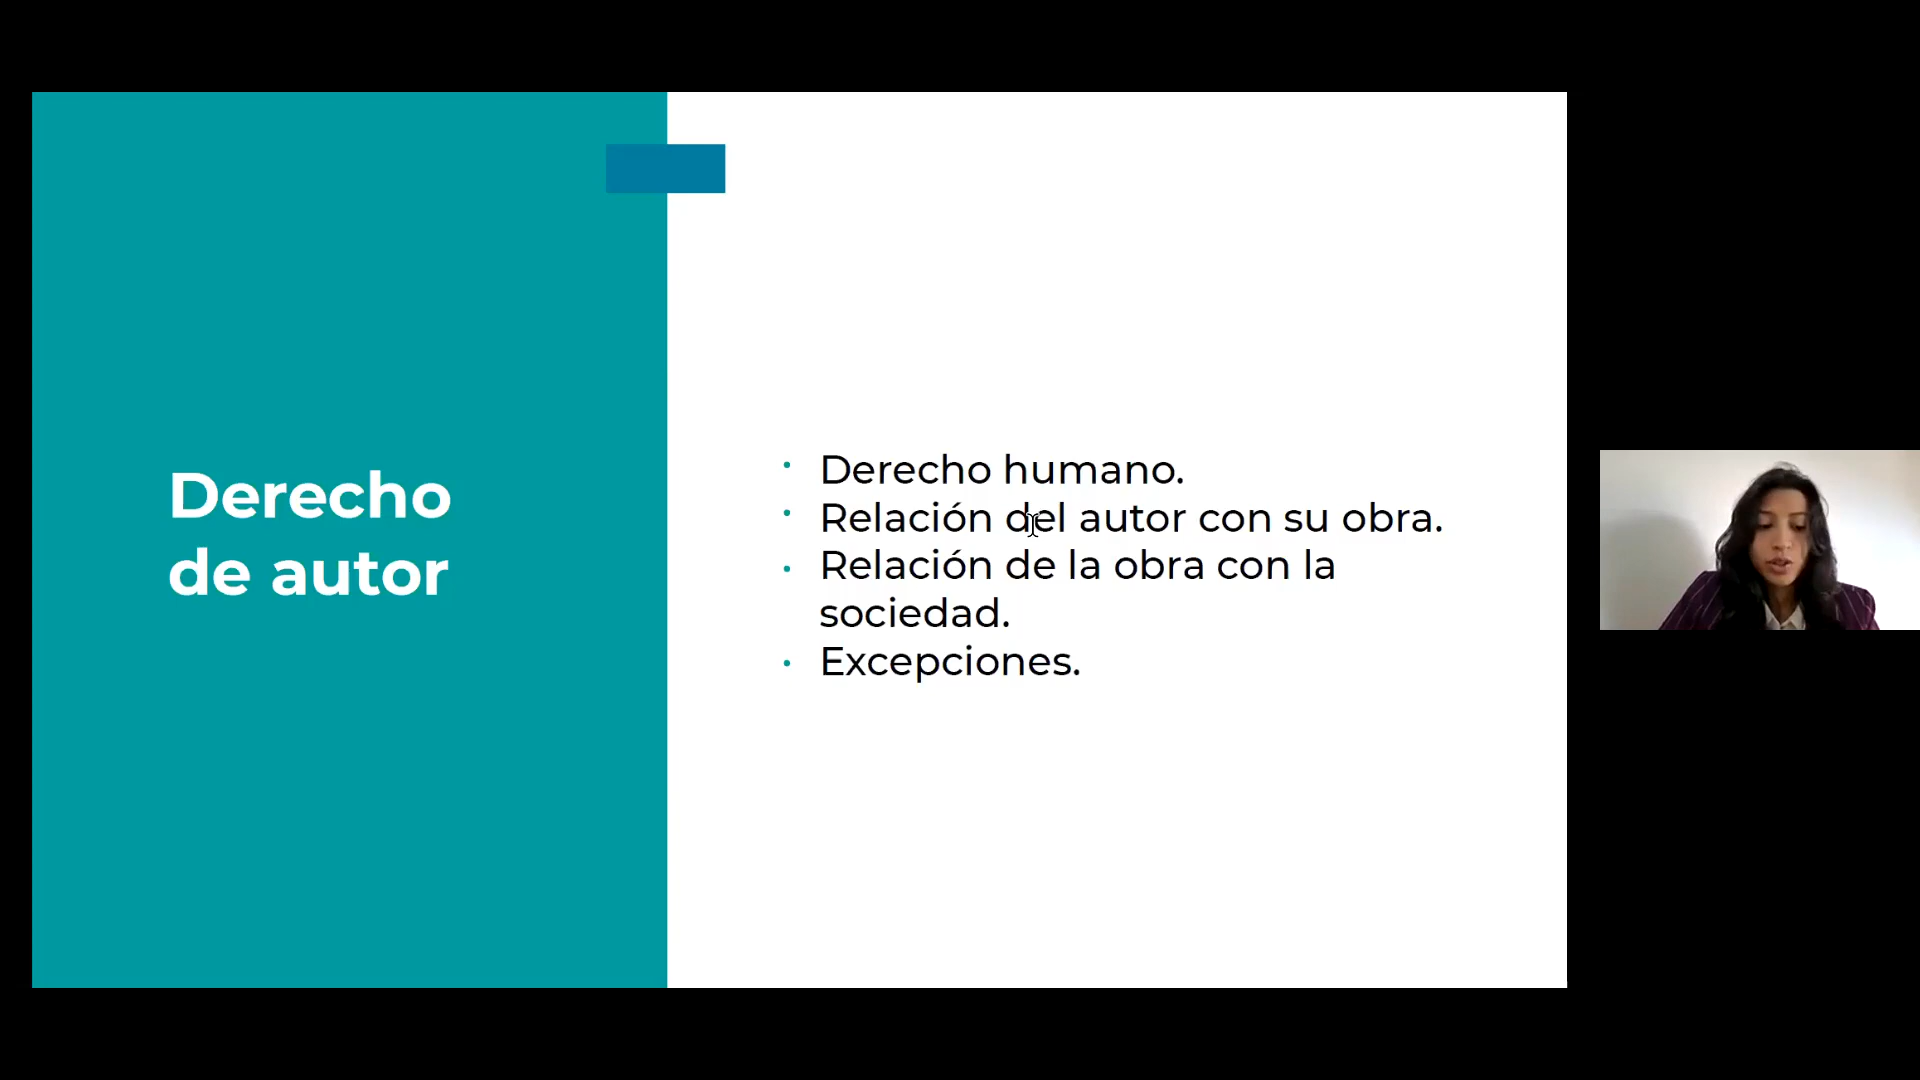 Derecho
de autor
Derecho humano.
Relación del autor con su obra.
Relación de la obra con la
sociedad.
Excepciones.